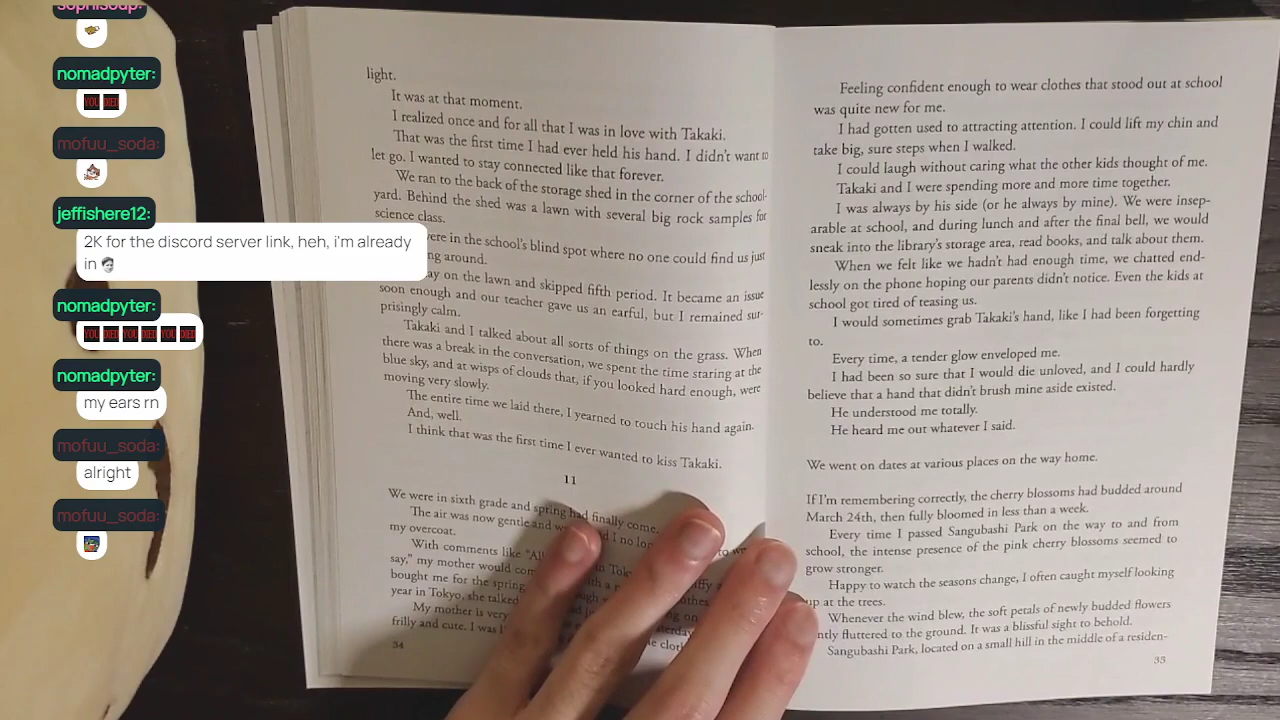 sophisoup:
nomadpyter:
YOU DIED
mofuu_soda:
jeffishere12:
2K for the discord server link, heh, i'm already
in
nomadpyter:
YOU DIED YOU DIED YOU DIED
nomadpyter:
my ears rn
mofuu_soda:
alright
mofuu_soda:
light.
It was at that moment.
I realized once and for all that I was in love with Takaki.
That was the first time I had ever held his hand. I didn't want to
let go. I wanted to stay connected like that forever.
We ran to the back of the storage shed in the corner of the school-
yard. Behind the shed was a lawn with several big rock samples for
science class.
were in the school's blind spot where no one could find us just
around.
lay on the lawn and skipped fifth period. It became an issue
soon enough and our teacher gave us an earful, but I remained sur-
prisingly calm.
Takaki and I talked about all sorts of things on the grass. When
there was a break in the conversation, we spent the time staring at the
blue sky, and at wisps of clouds that, if you looked hard enough, were
moving very slowly.
The entire time we laid there, I yearned to touch his hand again.
And, well.
I think that was the first time I ever wanted to kiss Takaki.
11
We were in sixth grade and spring had finally come.
The air was now gentle and I no
my overcoat.
With comments like "All in
say," my mother would
bought me for the spring
year in Tokyo, she talked
My mother is very
frilly and cute. I was
34
Feeling confident enough to wear clothes that stood out at school
was quite new for me.
I had gotten used to attracting attention. I could lift my chin and
take big, sure steps when I walked.
I could laugh without caring what the other kids thought of me.
Takaki and I were spending more and more time together.
I was always by his side (or he always by mine). We were insep-
arable at school, and during lunch and after the final bell, we would
sneak into the library's storage area, read books, and talk about them.
When we felt like we hadn't had enough time, we chatted end-
lessly on the phone hoping our parents didn't notice. Even the kids at
school got tired of teasing us.
I would sometimes grab Takaki's hand, like I had been forgetting
to.
Every time, a tender glow enveloped me.
I had been so sure that I would die unloved, and I could hardly
believe that a hand that didn't brush mine aside existed.
He understood me totally.
He heard me out whatever I said.
We went on dates at various places on the way home.
If I'm remembering correctly, the cherry blossoms had budded around
March 24th, then fully bloomed in less than a week.
Every time I passed Sangubashi Park on the way to and from
school, the intense presence of the pink cherry blossoms seemed to
grow stronger.
Happy to watch the seasons change, I often caught myself looking
up at the trees.
Whenever the wind blew, the soft petals of newly budded flowers
gently fluttered to the ground. It was a blissful sight to behold.
Sangubashi Park, located on a small hill in the middle of a residen-
35